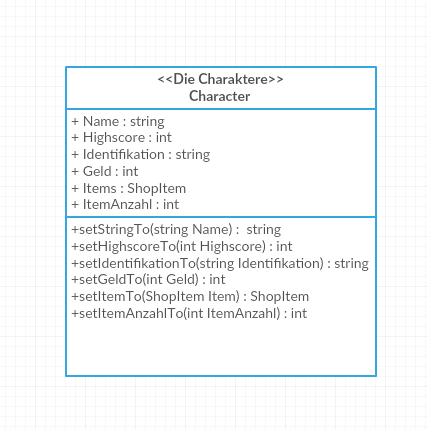 <<Die Charaktere>>
Character
+ Name : string
+ Highscore : int
+ Identifikation : string
+ Geld : int
+ Items : ShopItem
+ ItemAnzahl : int
+setStringTo(string Name) :  string
+setHighscoreTo(int Highscore) : int
+setIdentifikationTo(string Identifikation) : string
+setGeldTo(int Geld) : int
+setItemTo(ShopItem Item) : ShopItem
+setItemAnzahlTo(int ItemAnzahl) : int